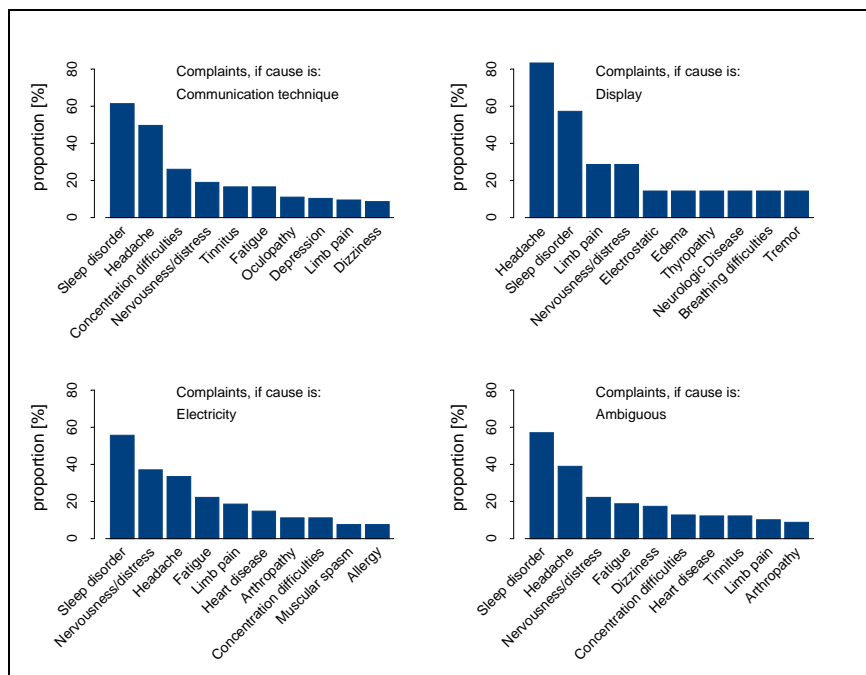 Complaints, if cause is:
Communication technique
proportion [%]
80
60
40
20
0
Sleep disorder
Headache
Concentration difficulties
Nervousness/distress
Tinnitus
Fatigue
Oculopathy
Depression
Limb pain
Dizziness
Complaints, if cause is:
Display
proportion [%]
80
60
40
20
0
Headache
Sleep disorder
Limb pain
Nervousness/distress
Electrostatic
Edema
Thyropathy
Neurologic Disease
Breathing difficulties
Tremor
Complaints, if cause is:
Electricity
proportion [%]
80
60
40
20
0
Sleep disorder
Nervousness/distress
Headache
Fatigue
Limb pain
Heart disease
Arthropathy
Concentration difficulties
Muscular spasm
Allergy
Complaints, if cause is:
Ambiguous
proportion [%]
80
60
40
20
0
Sleep disorder
Headache
Nervousness/distress
Fatigue
Dizziness
Concentration difficulties
Heart disease
Tinnitus
Limb pain
Arthropathy